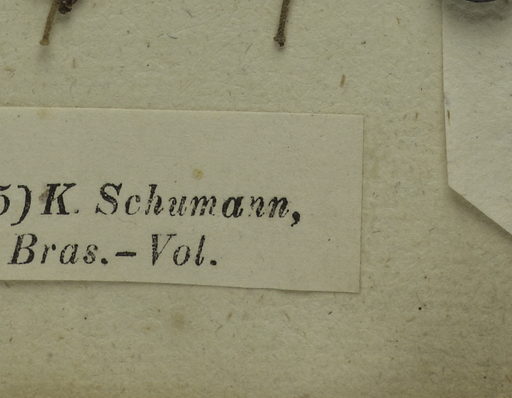 5) K. Schumann,
Bras.-Vol.